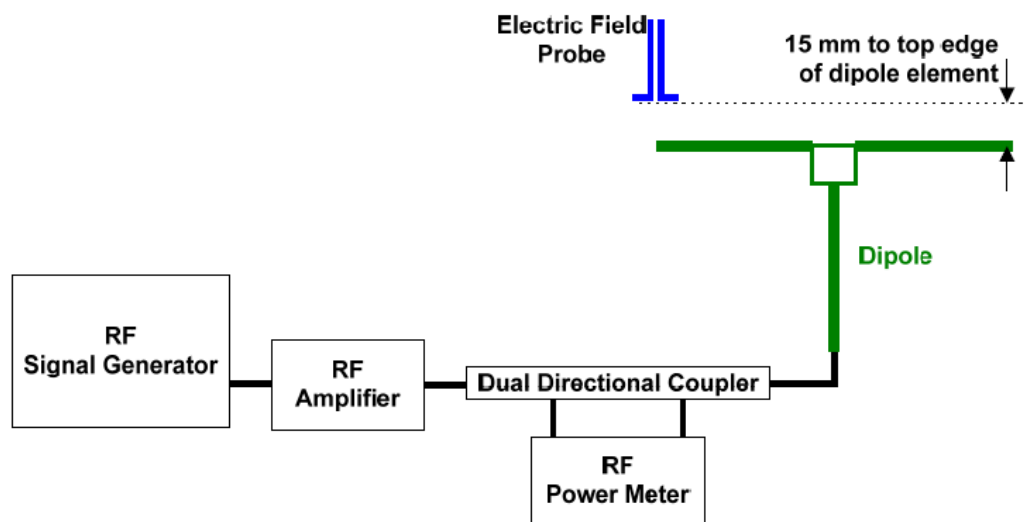 Electric Field
Probe
15 mm to top edge
of dipole element
Dipole
RF
Signal Generator
RF
Amplifier
Dual Directional Coupler
RF
Power Meter